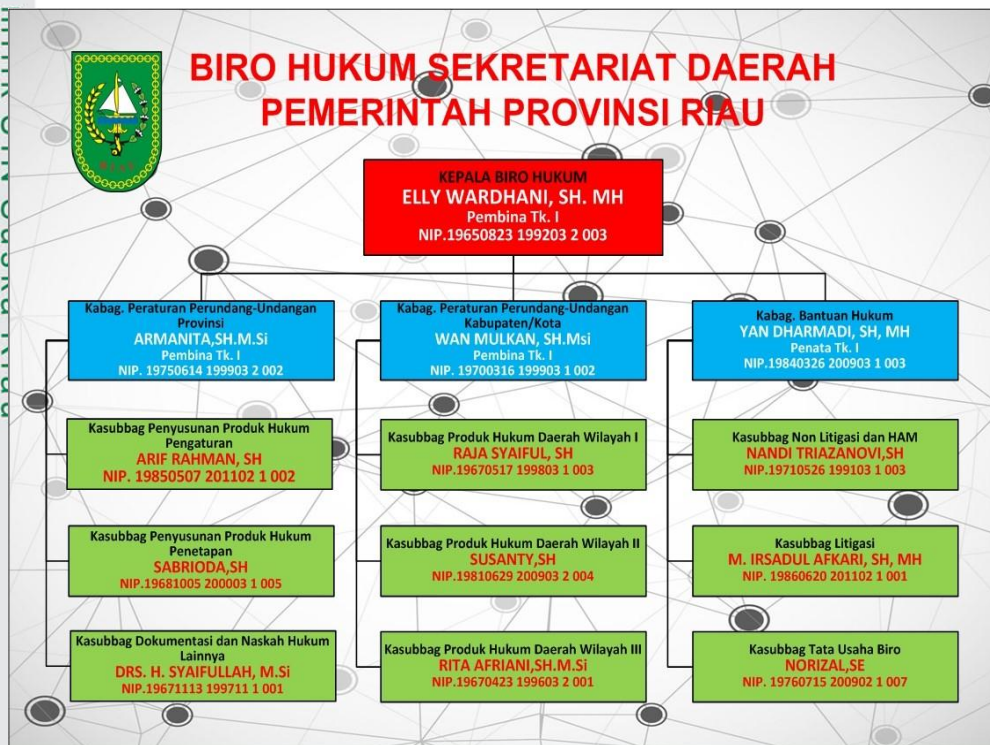 BIRO HUKUM SEKRETARIAT DAERAH
PEMERINTAH PROVINSI RIAU
RIAU
KEPALA BIRO HUKUM
ELLY WARDHANI, SH. MH
Pembina Tk. I
NIP.19650823 199203 2 003
Kabag. Peraturan Perundang-Undangan
Provinsi
ARMANITA,SH.M.Si
Pembina Tk. I
NIP. 19750614 199903 2 002
Kasubbag Penyusunan Produk Hukum
Pengaturan
ARIF RAHMAN, SH
NIP. 19850507 201102 1 002
Kasubbag Penyusunan Produk Hukum
Penetapan
SABRIODA,SH
NIP.19681005 200003 1 005
Kasubbag Dokumentasi dan Naskah Hukum
Lainnya
DRS. H. SYAIFULLAH, M.Si
NIP.19671113 199711 1 001
Kabag. Peraturan Perundang-Undangan
Kabupaten/Kota
WAN MULKAN, SH.Msi
Pembina Tk. I
NIP. 19700316 199903 1 002
Kasubbag Produk Hukum Daerah Wilayah I
RAJA SYAIFUL, SH
NIP.19670517 199803 1 003
Kasubbag Produk Hukum Daerah Wilayah II
SUSANTY,SH
NIP.19810629 200903 2 004
Kasubbag Produk Hukum Daerah Wilayah III
RITA AFRIANI,SH.M.Si
NIP.19670423 199603 2 001
Kabag. Bantuan Hukum
YAN DHARMADI, SH, MH
Penata Tk. I
NIP.19840326 200903 1 003
Kasubbag Non Litigasi dan HAM
NANDI TRIAZANOVI,SH
NIP.19710526 199103 1 003
Kasubbag Litigasi
M. IRSADUL AFKARI, SH, MH
NIP. 19860620 201102 1 001
Kasubbag Tata Usaha Biro
NORIZAL,SE
NIP. 19760715 200902 1 007